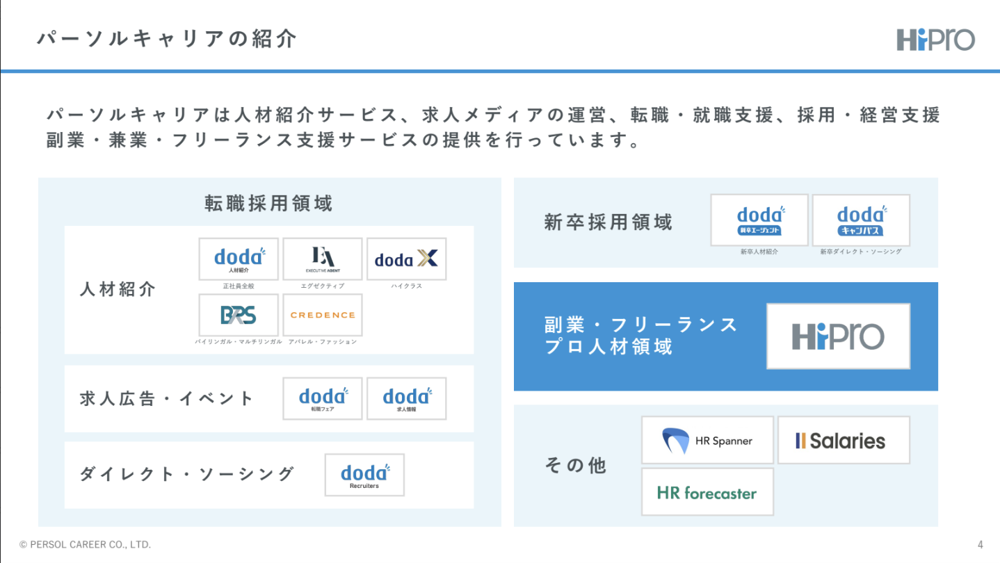 パーソルキャリアの紹介
HiPro
パーソルキャリアは人材紹介サービス、求人メディアの運営、転職・就職支援、採用・経営支援
副業・兼業・フリーランス支援サービスの提供を行っています。
転職採用領域
人材紹介
doda
人材紹介
正社員全般
EA
EXECUTIVE AGENT
エグゼクティブ
doda X
ハイクラス
BRS
バイリンガル・マルチリンガル
CREDENCE
アパレル・ファッション
求人広告・イベント
doda
転職フェア
doda
求人情報
ダイレクト・ソーシング
doda
Recruiters
新卒採用領域
doda
新卒エージェント
新卒人材紹介
doda
キャンパス
新卒ダイレクト・ソーシング
副業・フリーランス
プロ人材領域
HiPro
その他
HR Spanner
Salaries
HR forecaster
© PERSOL CAREER CO., LTD.
4